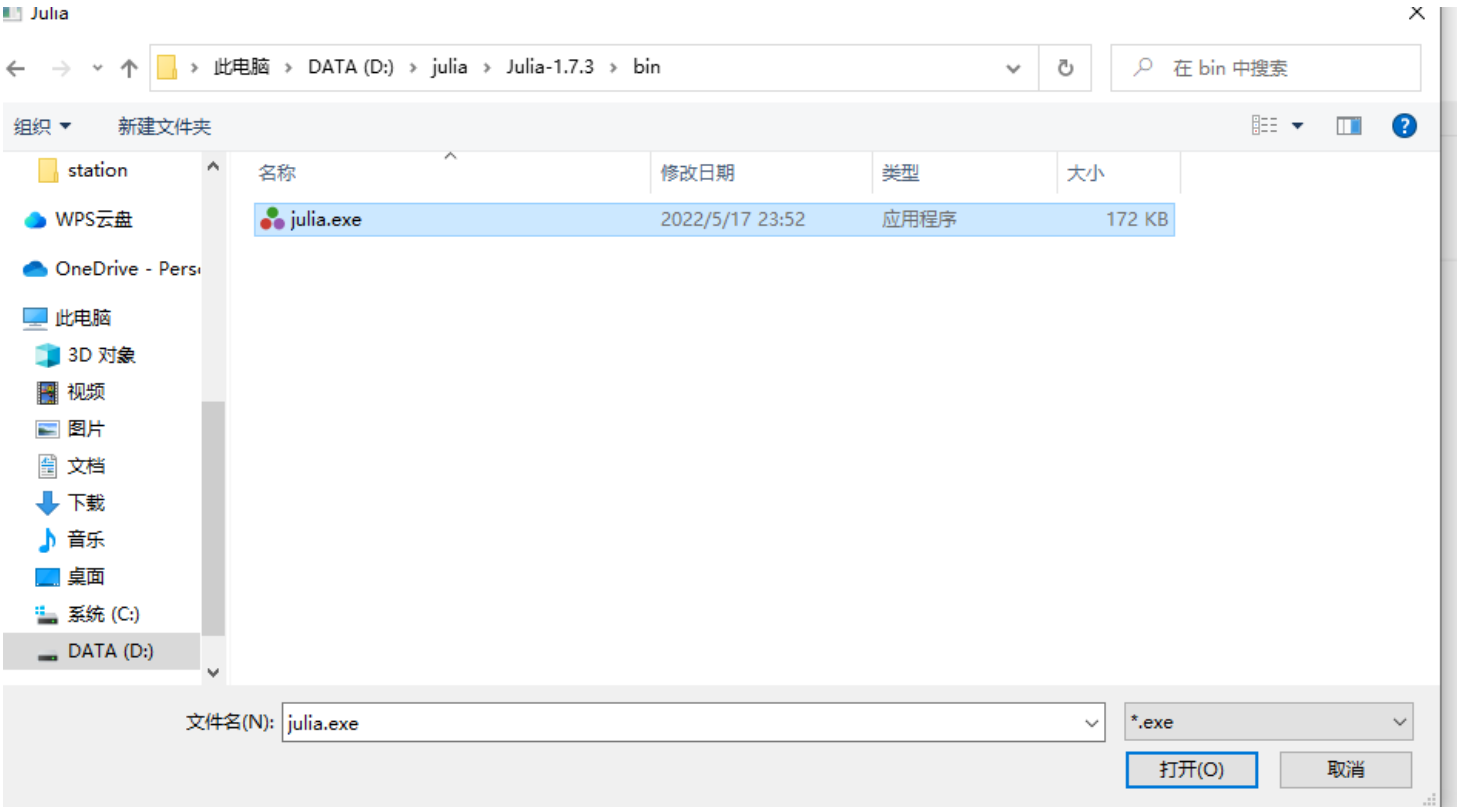 Julia
此电脑 › DATA (D:) › julia › Julia-1.7.3 › bin
在 bin 中搜索
组织
新建文件夹
station
WPS云盘
OneDrive - Pers
此电脑
3D 对象
视频
图片
文档
下载
音乐
桌面
系统 (C:)
DATA (D:)
名称 修改日期 类型 大小
julia.exe 2022/5/17 23:52 应用程序 172 KB
文件名(N): julia.exe
*.exe
打开(O)
取消